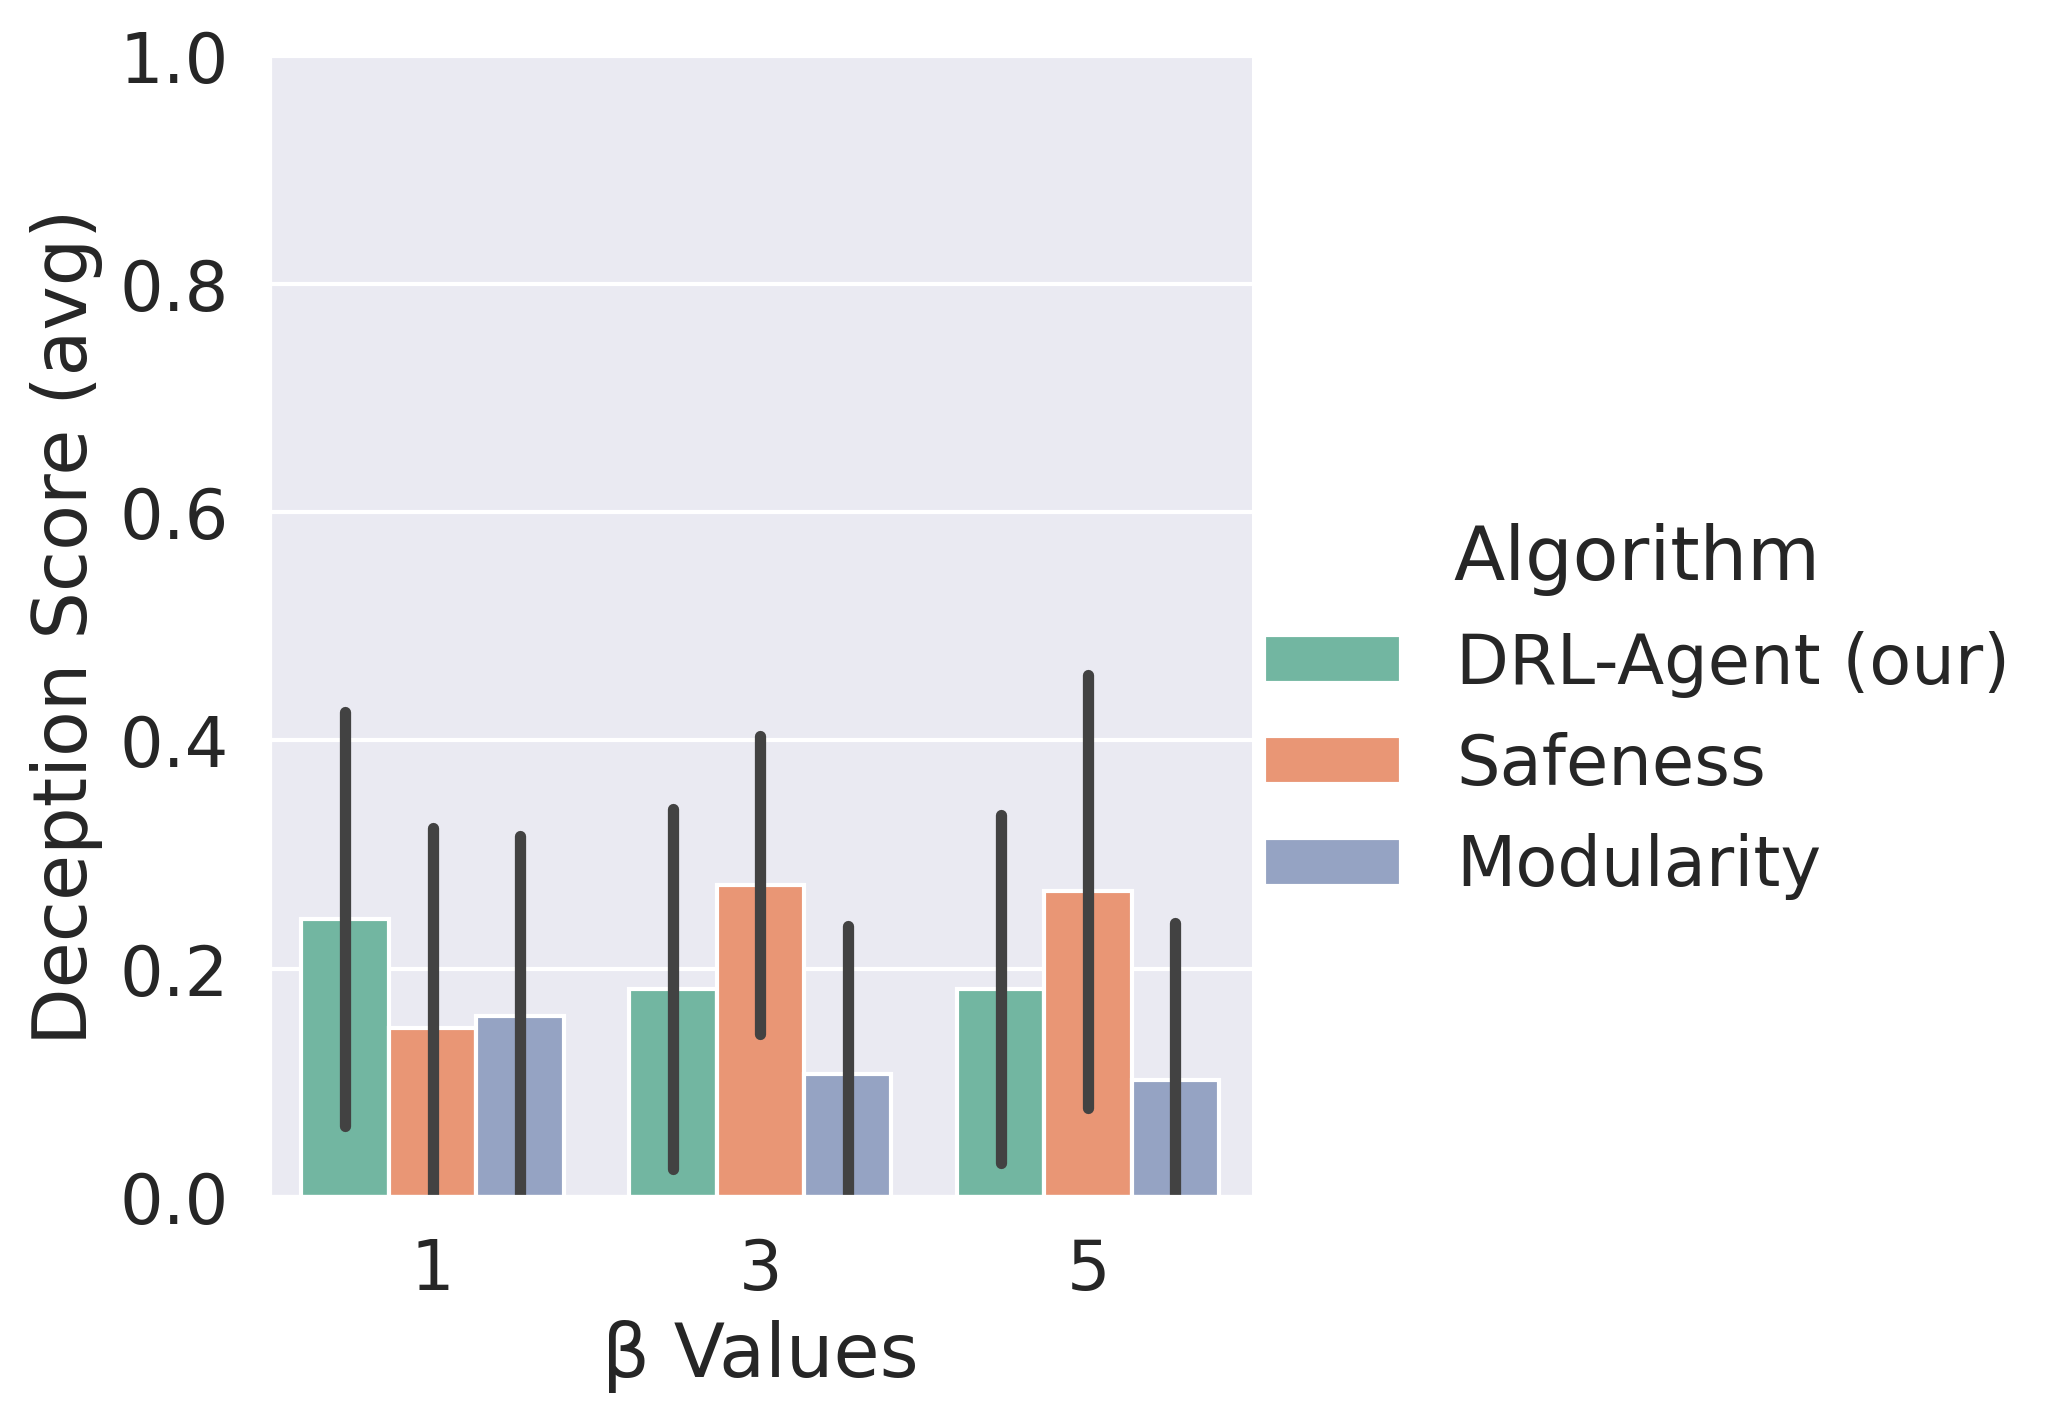 Deception Score (avg)
1.0
0.8
0.6
0.4
0.2
0.0
1 3 5
β Values
Algorithm
DRL-Agent (our)
Safeness
Modularity